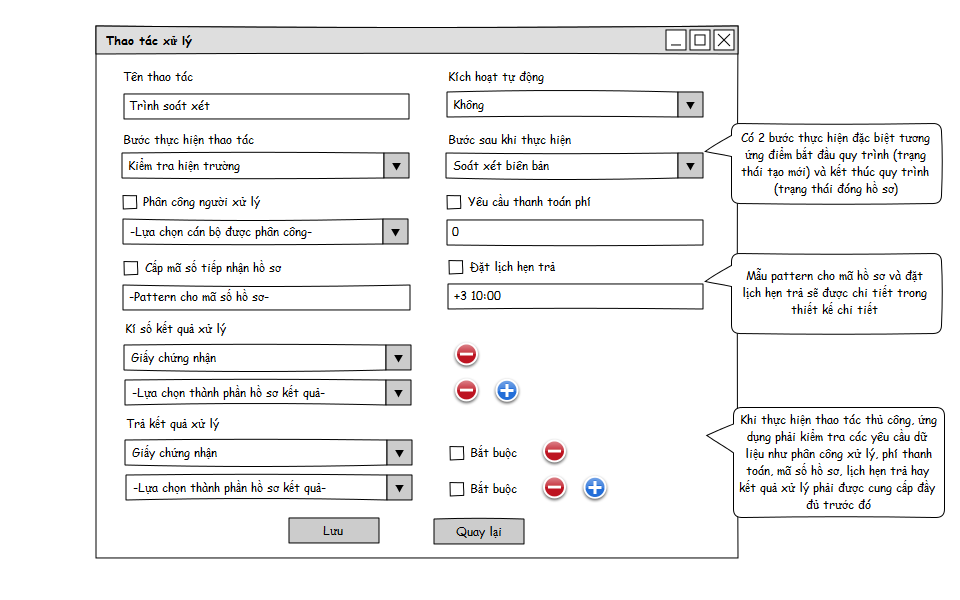 Thao tác xử lý
Tên thao tác
Kích hoạt tự động
Trình soát xét
Không
Bước thực hiện thao tác
Bước sau khi thực hiện
Kiểm tra hiện trường
Soát xét biên bản
Có 2 bước thực hiện đặc biệt tương
ứng điểm bắt đầu quy trình (trạng
thái tạo mới) và kết thúc quy trình
(trạng thái đóng hồ sơ)
Phân công người xử lý
Yêu cầu thanh toán phí
-Lựa chọn cán bộ được phân công-
0
Cấp mã số tiếp nhận hồ sơ
Đặt lịch hẹn trả
-Pattern cho mã số hồ sơ-
+3 10:00
Mẫu pattern cho mã hồ sơ và đặt
lịch hẹn trả sẽ được chi tiết trong
thiết kế chi tiết
Kí số kết quả xử lý
Giấy chứng nhận
-Lựa chọn thành phần hồ sơ kết quả-
Trả kết quả xử lý
Giấy chứng nhận
Bắt buộc
-Lựa chọn thành phần hồ sơ kết quả-
Bắt buộc
Khi thực hiện thao tác thủ công, ứng
dụng phải kiểm tra các yêu cầu dữ
liệu như phân công xử lý, phí thanh
toán, mã số hồ sơ, lịch hẹn trả hay
kết quả xử lý phải được cung cấp đầy
đủ trước đó
Lưu
Quay lại